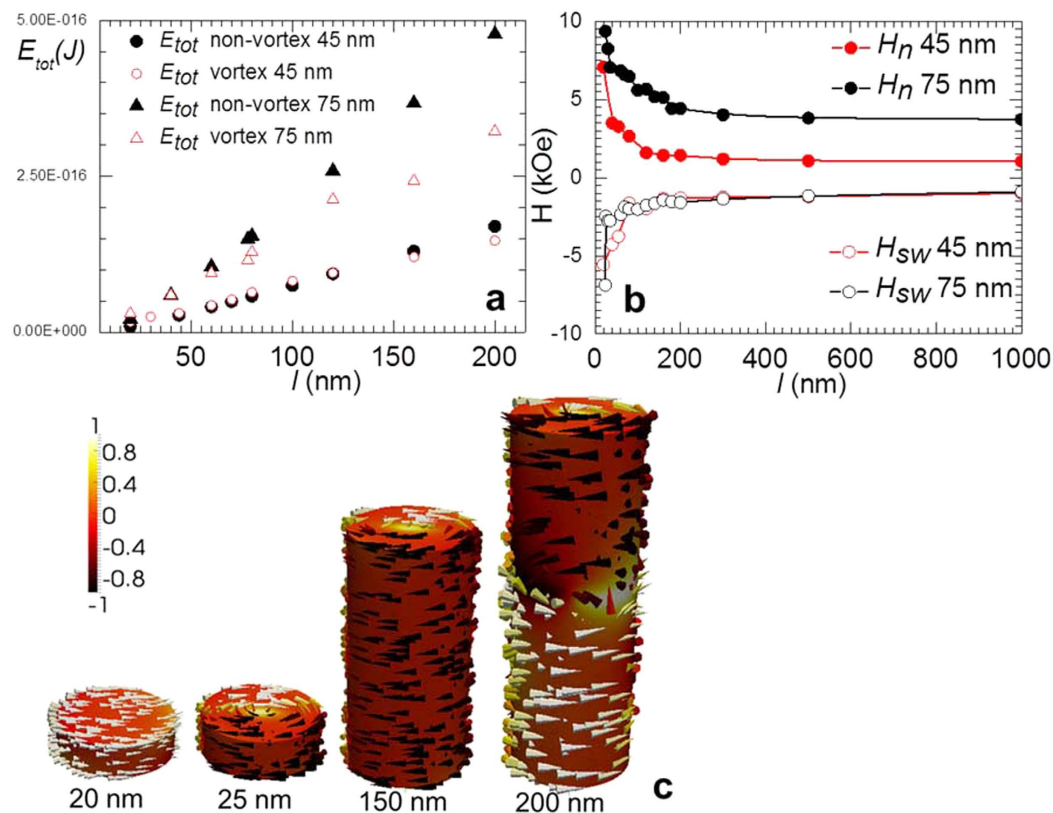 5.00E-016
E_tot(J)
E_tot non-vortex 45 nm
E_tot vortex 45 nm
E_tot non-vortex 75 nm
E_tot vortex 75 nm
2.50E-016
0.00E+000
a
50 100 150 200
l (nm)
10
H_n 45 nm
H_n 75 nm
5
0
H (kOe)
-5
H_sw 45 nm
H_sw 75 nm
b
-10
0 200 400 600 800 1000
l (nm)
1
0.8
0.4
0
-0.4
-0.8
-1
20 nm 25 nm 150 nm 200 nm
c